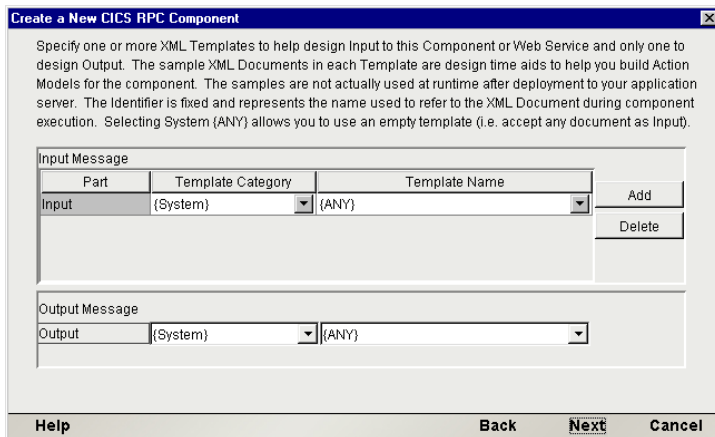 Create a New CICS RPC Component
Specify one or more XML Templates to help design Input to this Component or Web Service and only one to
design Output. The sample XML Documents in each Template are design time aids to help you build Action
Models for the component. The samples are not actually used at runtime after deployment to your application
server. The Identifier is fixed and represents the name used to refer to the XML Document during component
execution. Selecting System {ANY} allows you to use an empty template (i.e. accept any document as Input).
Input Message
Part Template Category Template Name
Input {System} {ANY}
Add
Delete
Output Message
Output {System} {ANY}
Help Back Next Cancel